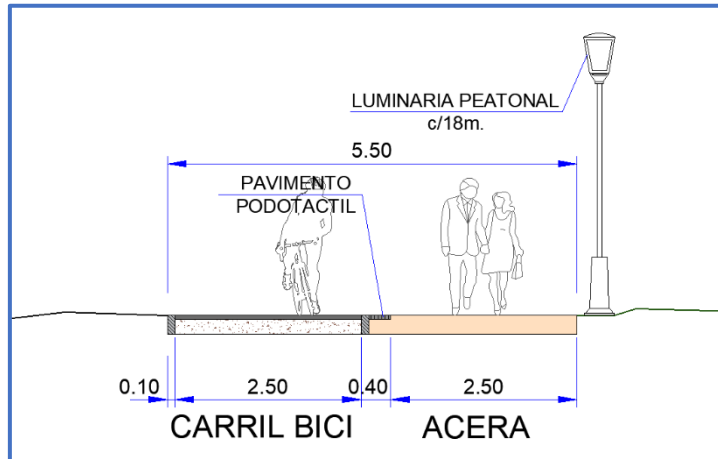 LUMINARIA PEATONAL
c/18m.
5.50
PAVIMENTO
PODOTACTIL
0.10 2.50 0.40 2.50
CARRIL BICI ACERA